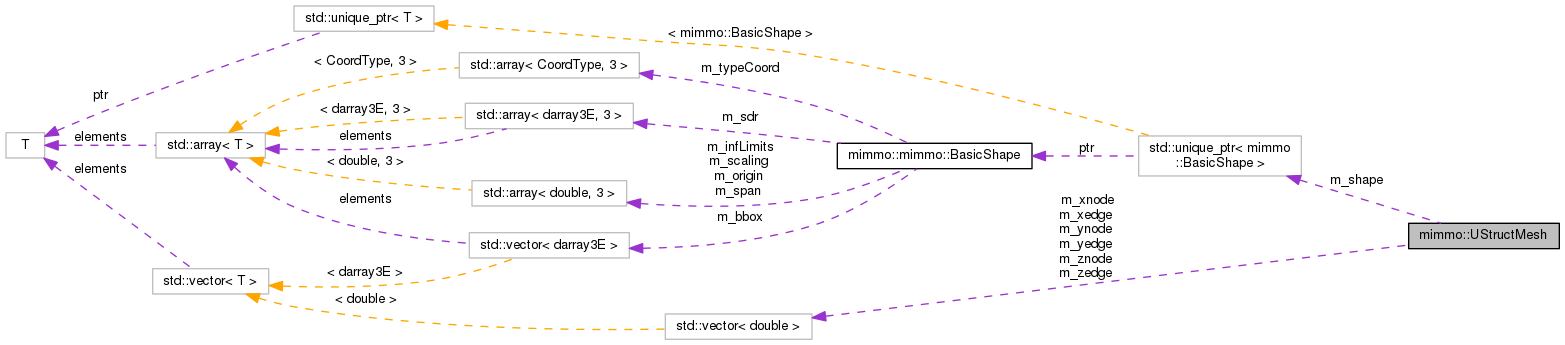 std::unique_ptr< T >
< mimmo::BasicShape >
< CoordType, 3 >
std::array< CoordType, 3 >
m_typeCoord
ptr
< darray3E, 3 >
std::array< darray3E, 3 >
m_sdr
elements
T
std::array< T >
elements
m_infLimits
m_scaling
m_origin
m_span
mimmo::mimmo::BasicShape
ptr
std::unique_ptr< mimmo
::BasicShape >
elements
< double, 3 >
std::array< double, 3 >
m_shape
elements
m_bbox
m_xnode
m_xedge
m_ynode
m_yedge
m_znode
m_zedge
mimmo::UStructMesh
std::vector< darray3E >
std::vector< T >
< darray3E >
< double >
std::vector< double >